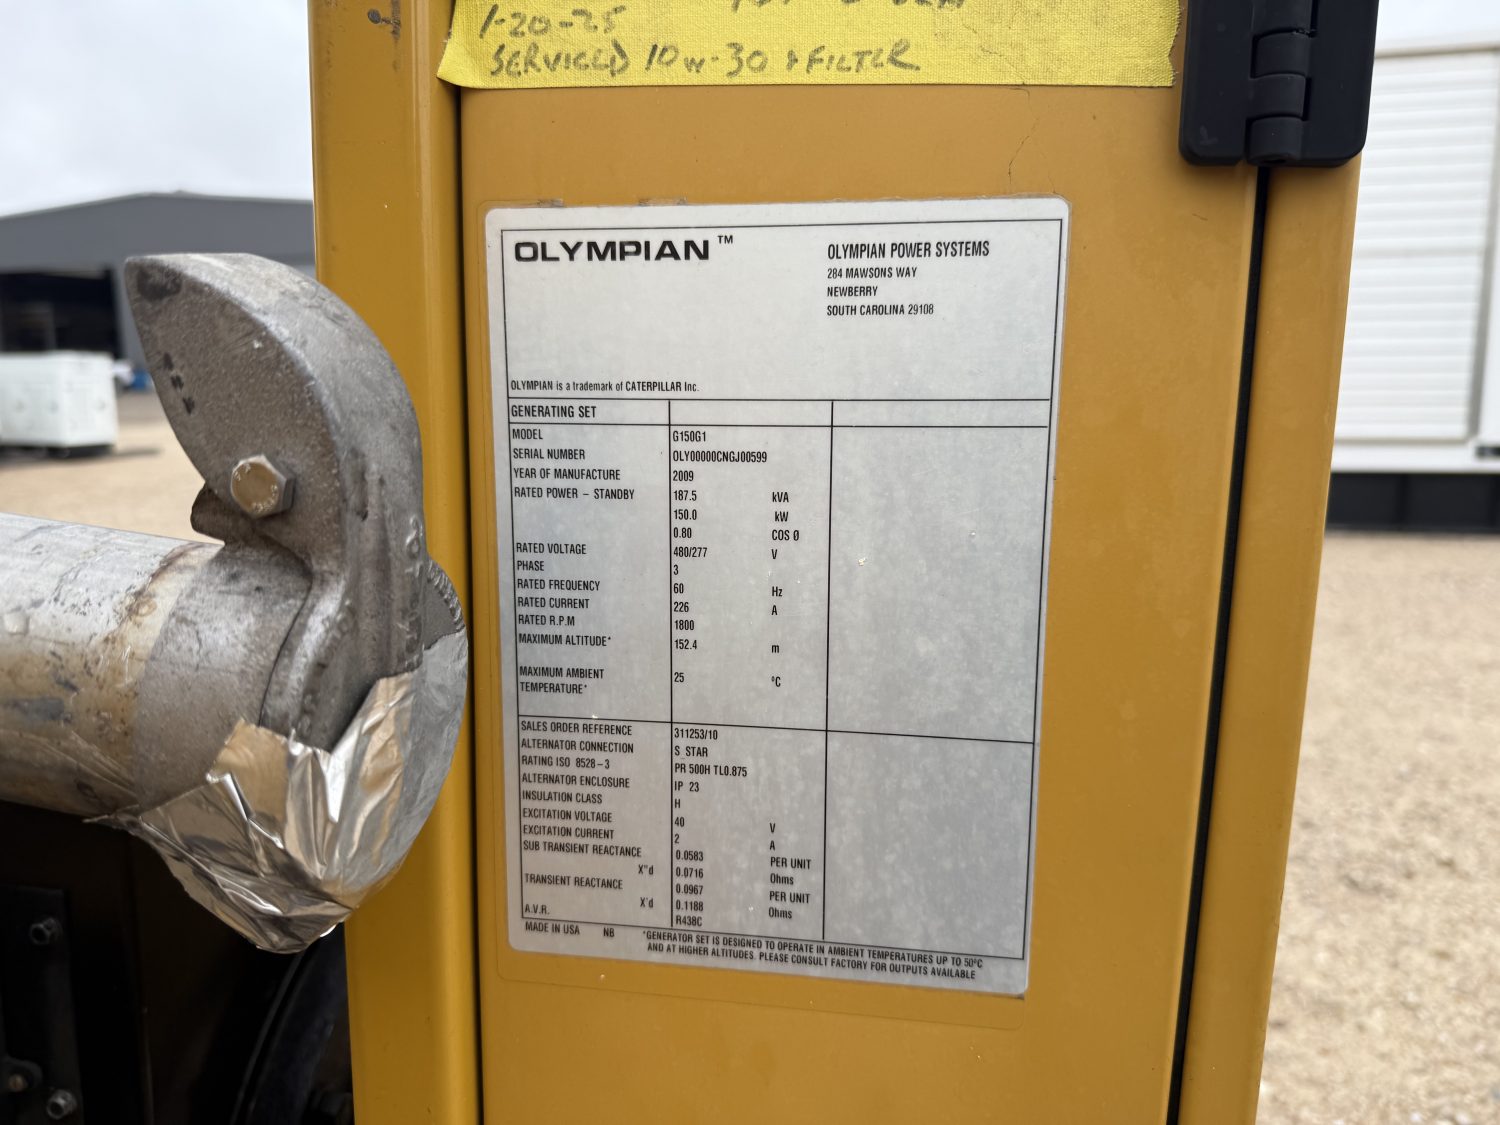 1-20-25
SERVICED 10W-30 & FILTER
OLYMPIAN™
OLYMPIAN POWER SYSTEMS
284 MAWSONS WAY
NEWBERRY
SOUTH CAROLINA 29108
OLYMPIAN is a trademark of CATERPILLAR Inc.
GENERATING SET
MODEL G150G1
SERIAL NUMBER OLY00000CNGJ00599
YEAR OF MANUFACTURE 2009
RATED POWER – STANDBY 187.5 kVA
150.0 kW
0.80 COS Ø
RATED VOLTAGE 480/277 V
PHASE 3
RATED FREQUENCY 60 Hz
RATED CURRENT 226 A
RATED R.P.M 1800
MAXIMUM ALTITUDE* 152.4 m
MAXIMUM AMBIENT 25 °C
TEMPERATURE*
SALES ORDER REFERENCE 311253/10
ALTERNATOR CONNECTION S_STAR
RATING ISO 8528–3 PR 500H TL0.875
ALTERNATOR ENCLOSURE IP 23
INSULATION CLASS H
EXCITATION VOLTAGE 40 V
EXCITATION CURRENT 2 A
SUB TRANSIENT REACTANCE 0.0583 PER UNIT
X"d 0.0716 Ohms
TRANSIENT REACTANCE 0.0967 PER UNIT
X'd 0.1188 Ohms
A.V.R. R438C
MADE IN USA NB *GENERATOR SET IS DESIGNED TO OPERATE IN AMBIENT TEMPERATURES UP TO 50°C
AND AT HIGHER ALTITUDES. PLEASE CONSULT FACTORY FOR OUTPUTS AVAILABLE